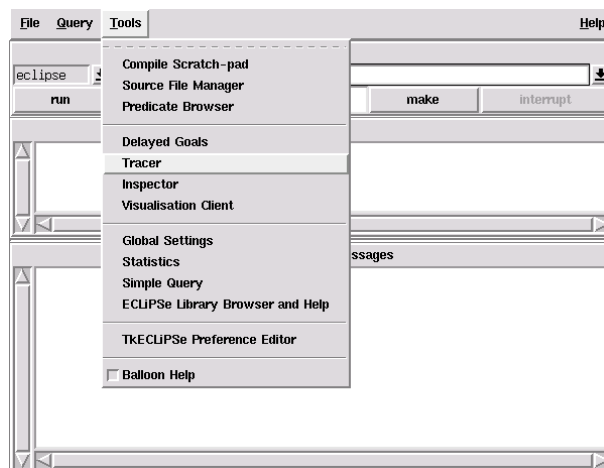 File Query Tools Help
Compile Scratch-pad
eclipse
Source File Manager
run Predicate Browser make interrupt
Delayed Goals
Tracer
Inspector
Visualisation Client
Global Settings
ssages
Statistics
Simple Query
ECLiPSe Library Browser and Help
TkECLiPSe Preference Editor
Balloon Help